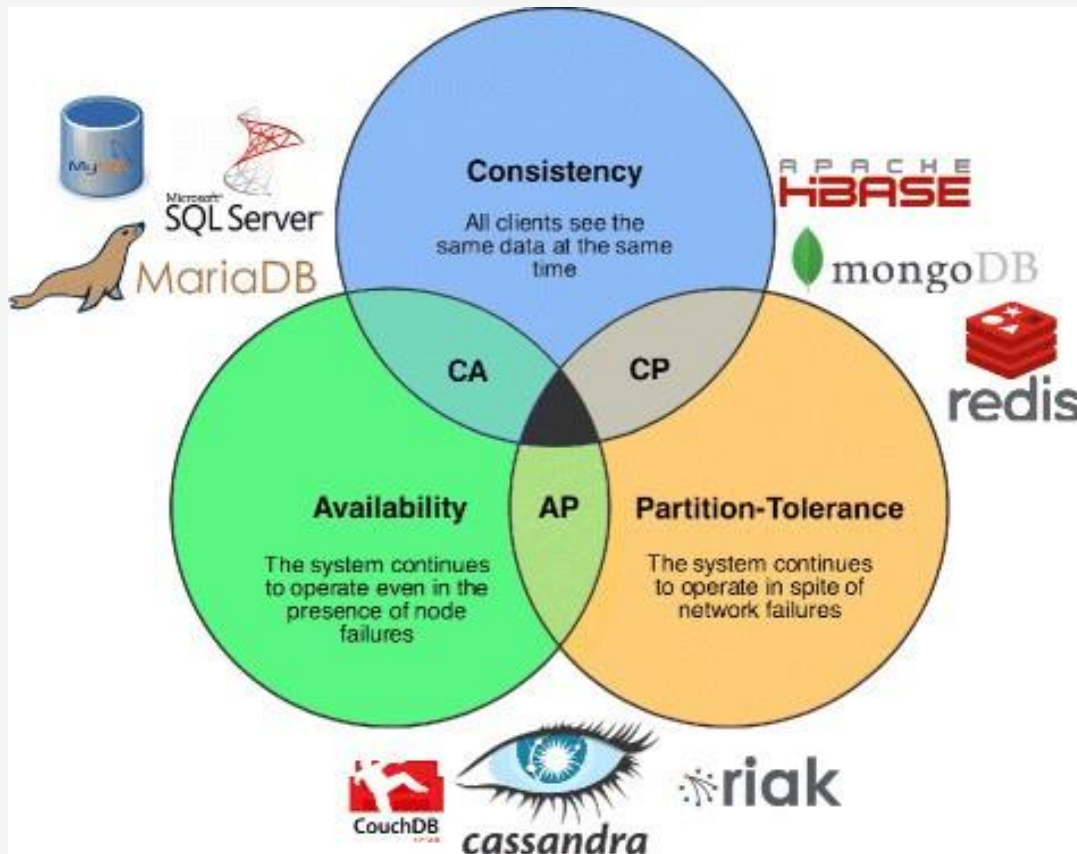 MySQL
Microsoft
SQL Server
MariaDB
Consistency
All clients see the
same data at the same
time
APACHE
HBASE
mongoDB
redis
CA
CP
Availability
The system continues
to operate even in the
presence of node
failures
AP
Partition-Tolerance
The system continues
to operate in spite of
network failures
CouchDB
cassandra
riak